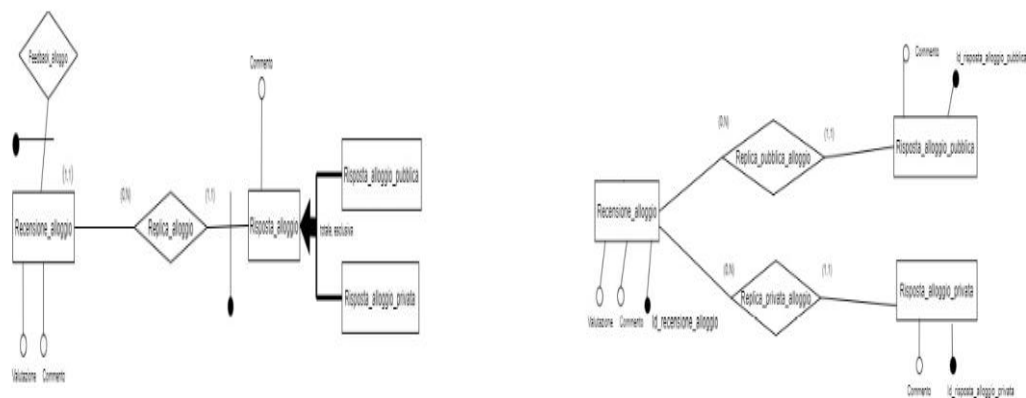 Feedback_alloggio
Commento
(1,1)
(0,N)
(1,1)
Recensione_alloggio
Replica_alloggio
Risposta_alloggio
Risposta_alloggio_pubblica
totale, esclusiva
Risposta_alloggio_privata
Valutazione
Commento
Commento
Id_risposta_alloggio_pubblica
(0,N)
(1,1)
Replica_pubblica_alloggio
Risposta_alloggio_pubblica
Recensione_alloggio
(0,N)
(1,1)
Replica_privata_alloggio
Risposta_alloggio_privata
Valutazione
Commento
Id_recensione_alloggio
Commento
Id_risposta_alloggio_privata